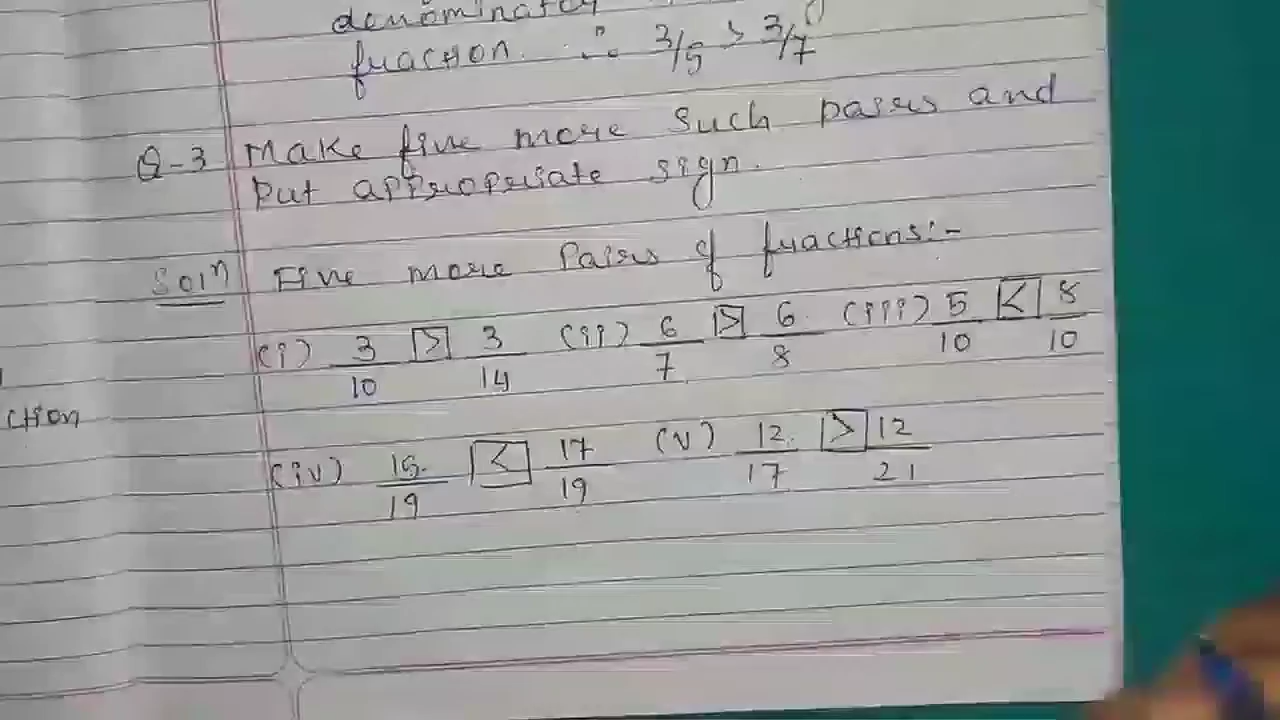 denominator
fraction. ∴ 3/5 > 3/7
Q-3 Make five more such pairs and
put appropriate sign.
Soln Five more Pairs of fractions:-
(i) 3/10 > 3/14 (ii) 6/7 > 6/8 (iii) 5/10 < 8/10
ction
(iv) 15/19 < 17/19 (v) 12/17 > 12/21